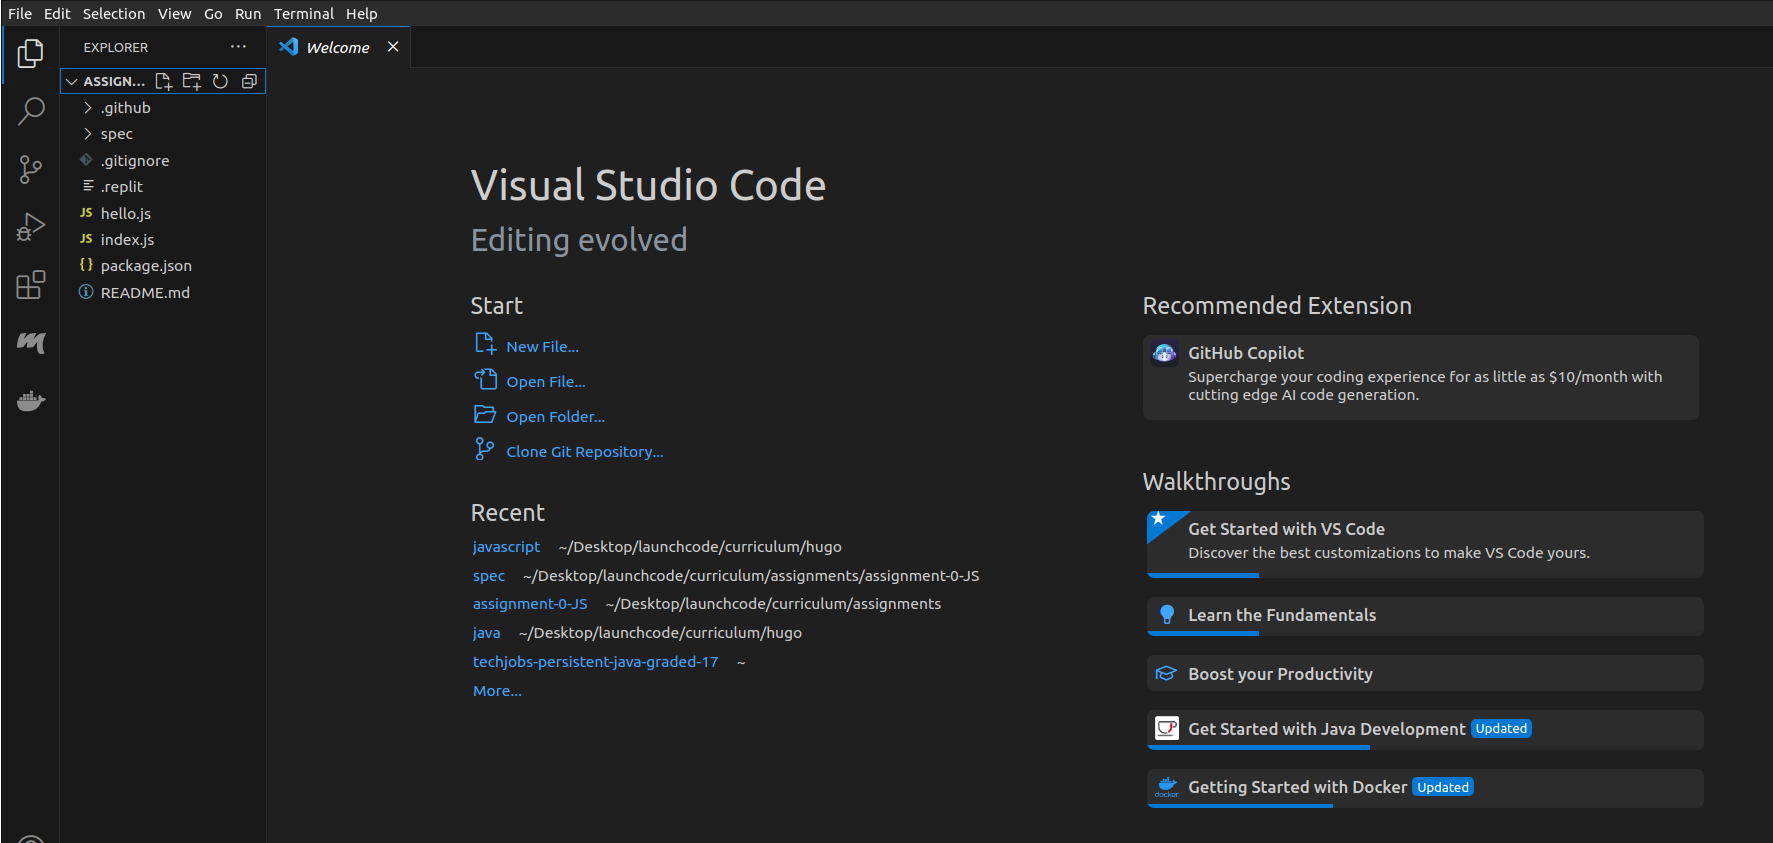 File Edit Selection View Go Run Terminal Help
EXPLORER ...
Welcome
ASSIGN...
.github
spec
.gitignore
.replit
JS hello.js
JS index.js
{} package.json
README.md
Visual Studio Code
Editing evolved
Start
New File...
Open File...
Open Folder...
Clone Git Repository...
Recent
javascript ~/Desktop/launchcode/curriculum/hugo
spec ~/Desktop/launchcode/curriculum/assignments/assignment-0-JS
assignment-0-JS ~/Desktop/launchcode/curriculum/assignments
java ~/Desktop/launchcode/curriculum/hugo
techjobs-persistent-java-graded-17 ~
More...
Recommended Extension
GitHub Copilot
Supercharge your coding experience for as little as $10/month with
cutting edge AI code generation.
Walkthroughs
Get Started with VS Code
Discover the best customizations to make VS Code yours.
Learn the Fundamentals
Boost your Productivity
Get Started with Java Development Updated
docker
Getting Started with Docker Updated